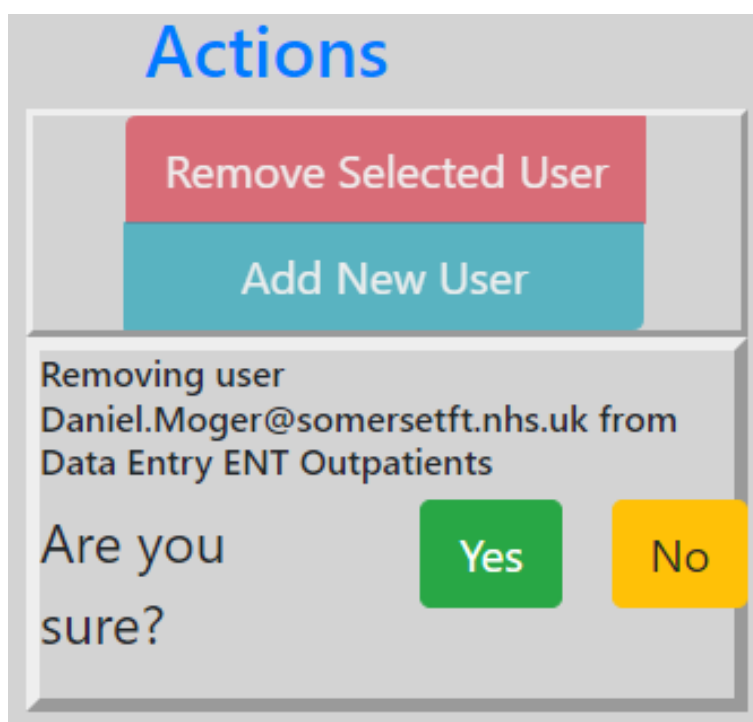 Actions
Remove Selected User
Add New User
Removing user
Daniel.Moger@somersetft.nhs.uk from
Data Entry ENT Outpatients
Are you
sure?
Yes
No